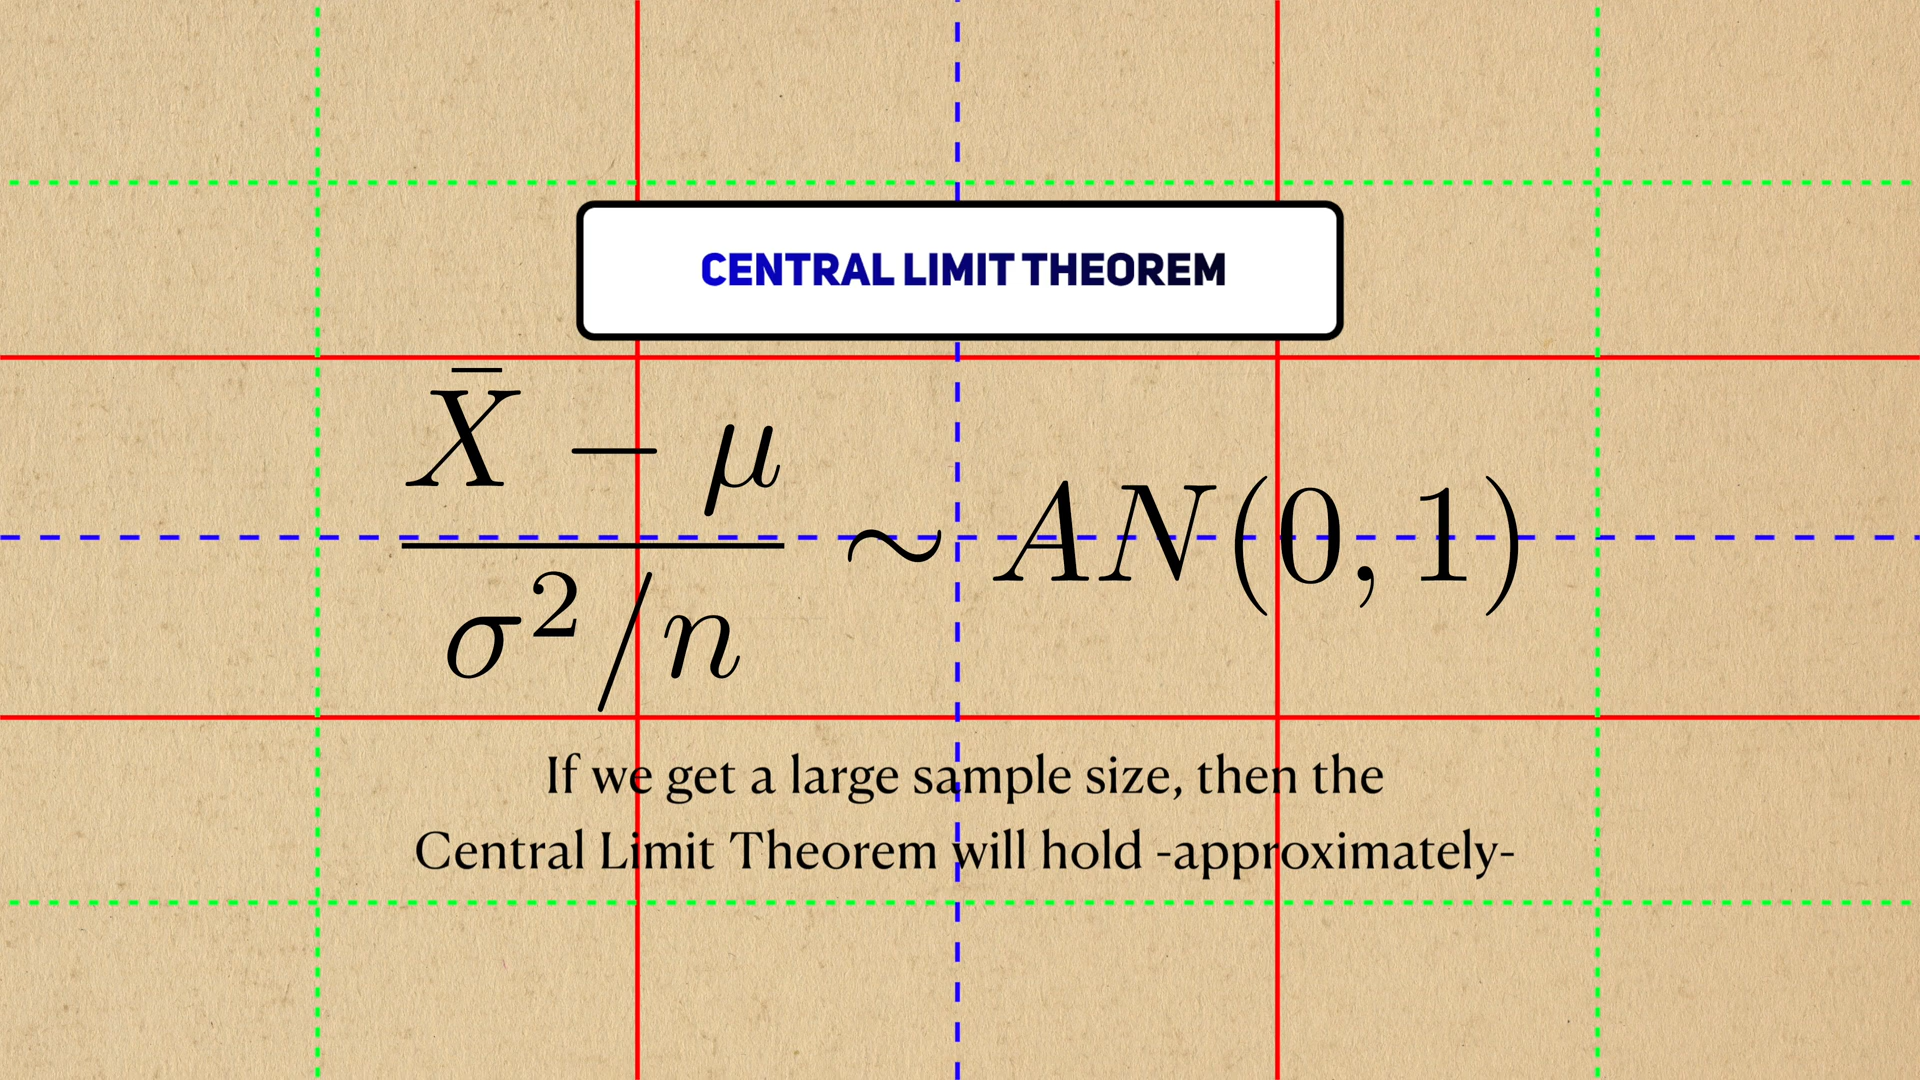 CENTRAL LIMIT THEOREM
X̄ − μ
σ²/n
∼ AN(0, 1)
If we get a large sample size, then the
Central Limit Theorem will hold -approximately-